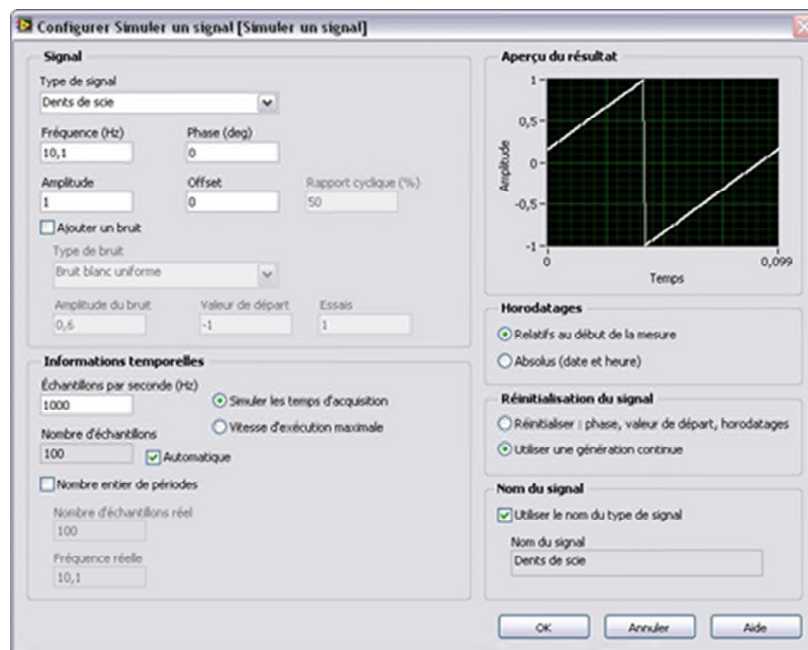 Configurer Simuler un signal [Simuler un signal]
Signal
Type de signal
Dents de scie
Fréquence (Hz) Phase (deg)
10,1 0
Amplitude Offset Rapport cyclique (%)
1 0 50
Ajouter un bruit
Type de bruit
Bruit blanc uniforme
Amplitude du bruit Valeur de départ Essais
0,6 -1 1
Informations temporelles
Échantillons par seconde (Hz)
1000 Simuler les temps d'acquisition
Vitesse d'exécution maximale
Nombre d'échantillons
100 Automatique
Nombre entier de périodes
Nombre d'échantillons réel
100
Fréquence réelle
10,1
Aperçu du résultat
Amplitude
1
0,5
0
-0,5
-1
0 0,099
Temps
Horodatages
Relatifs au début de la mesure
Absolus (date et heure)
Réinitialisation du signal
Réinitialiser : phase, valeur de départ, horodatages
Utiliser une génération continue
Nom du signal
Utiliser le nom du type de signal
Nom du signal
Dents de scie
OK Annuler Aide